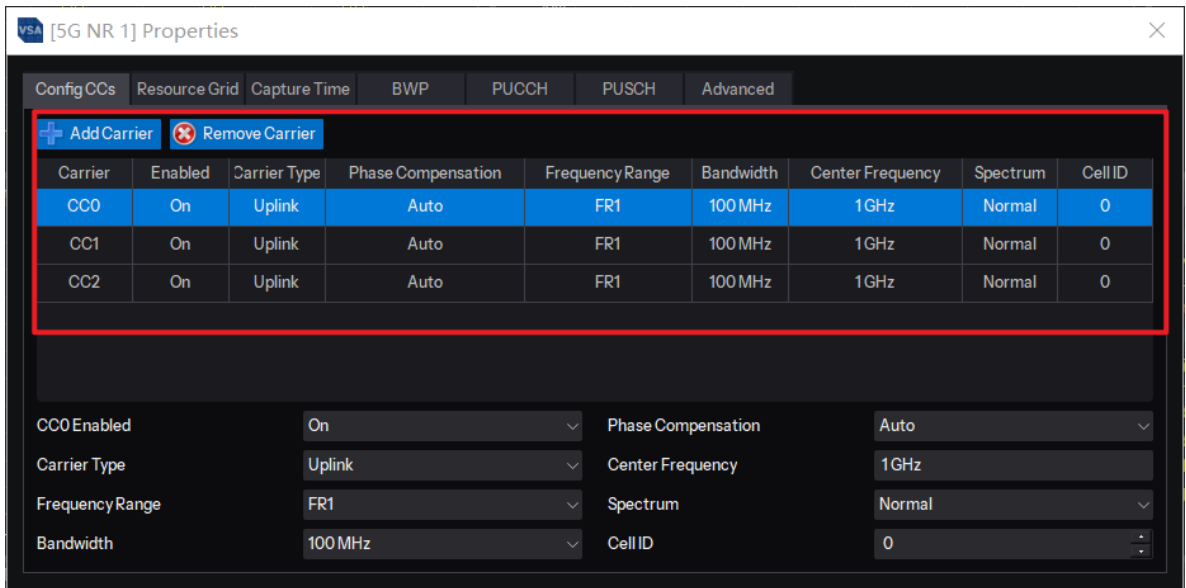 VSA [5G NR 1] Properties
Config CCs Resource Grid Capture Time BWP PUCCH PUSCH Advanced
Add Carrier Remove Carrier
Carrier Enabled Carrier Type Phase Compensation Frequency Range Bandwidth Center Frequency Spectrum Cell ID
CC0 On Uplink Auto FR1 100 MHz 1 GHz Normal 0
CC1 On Uplink Auto FR1 100 MHz 1 GHz Normal 0
CC2 On Uplink Auto FR1 100 MHz 1 GHz Normal 0
CC0 Enabled On Phase Compensation Auto
Carrier Type Uplink Center Frequency 1 GHz
Frequency Range FR1 Spectrum Normal
Bandwidth 100 MHz Cell ID 0